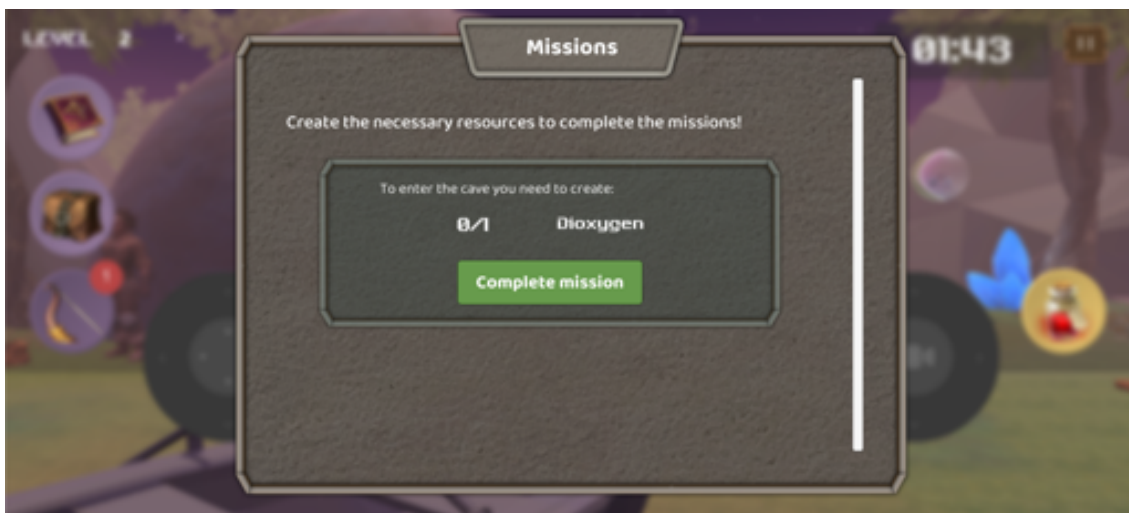 LEVEL 2
Missions
01:43
Create the necessary resources to complete the missions!
To enter the cave you need to create:
0/1 Dioxygen
Complete mission